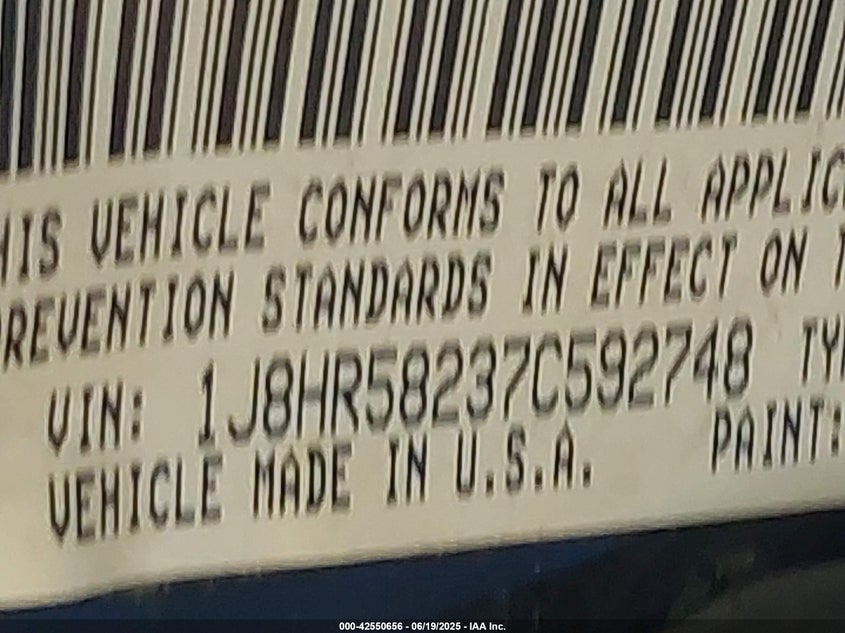 HIS VEHICLE CONFORMS TO ALL APPLIC
REVENTION STANDARDS IN EFFECT ON T
VIN: 1J8HR58237C592748 TY
VEHICLE MADE IN U.S.A. PAINT:
000-42550656 - 06/19/2025 - IAA Inc.